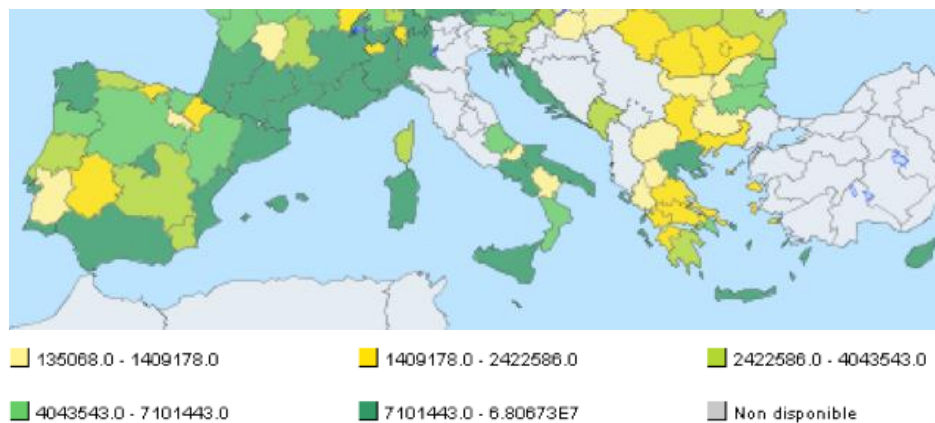 135068.0 - 1409178.0
1409178.0 - 2422586.0
2422586.0 - 4043543.0
4043543.0 - 7101443.0
7101443.0 - 6.80673E7
Non disponible